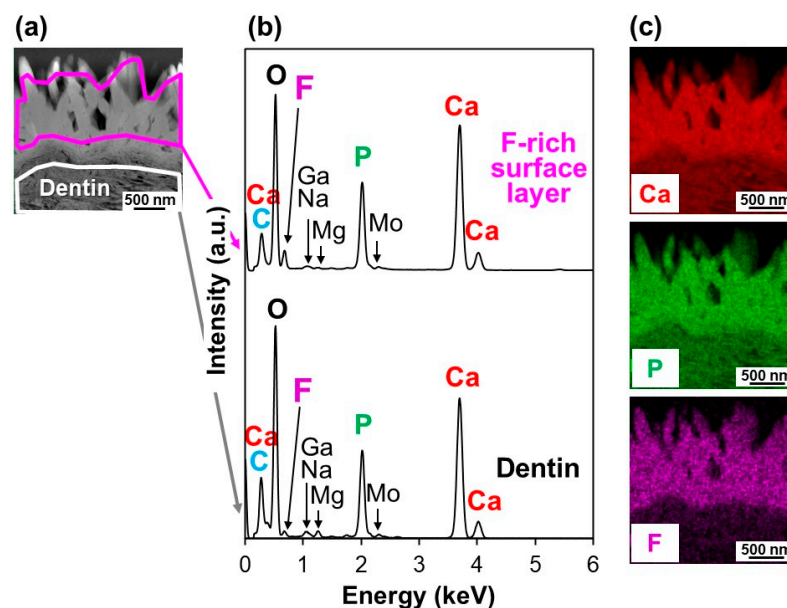 (a)
(b)
(c)
Dentin
500 nm
Intensity (a.u.)
O
F
Ca
C
Ga
Na
Mg
P
Mo
Ca
Ca
F-rich
surface
layer
O
F
Ca
C
Ga
Na
Mg
P
Mo
Ca
Ca
Dentin
0 1 2 3 4 5 6
Energy (keV)
Ca
500 nm
P
500 nm
F
500 nm